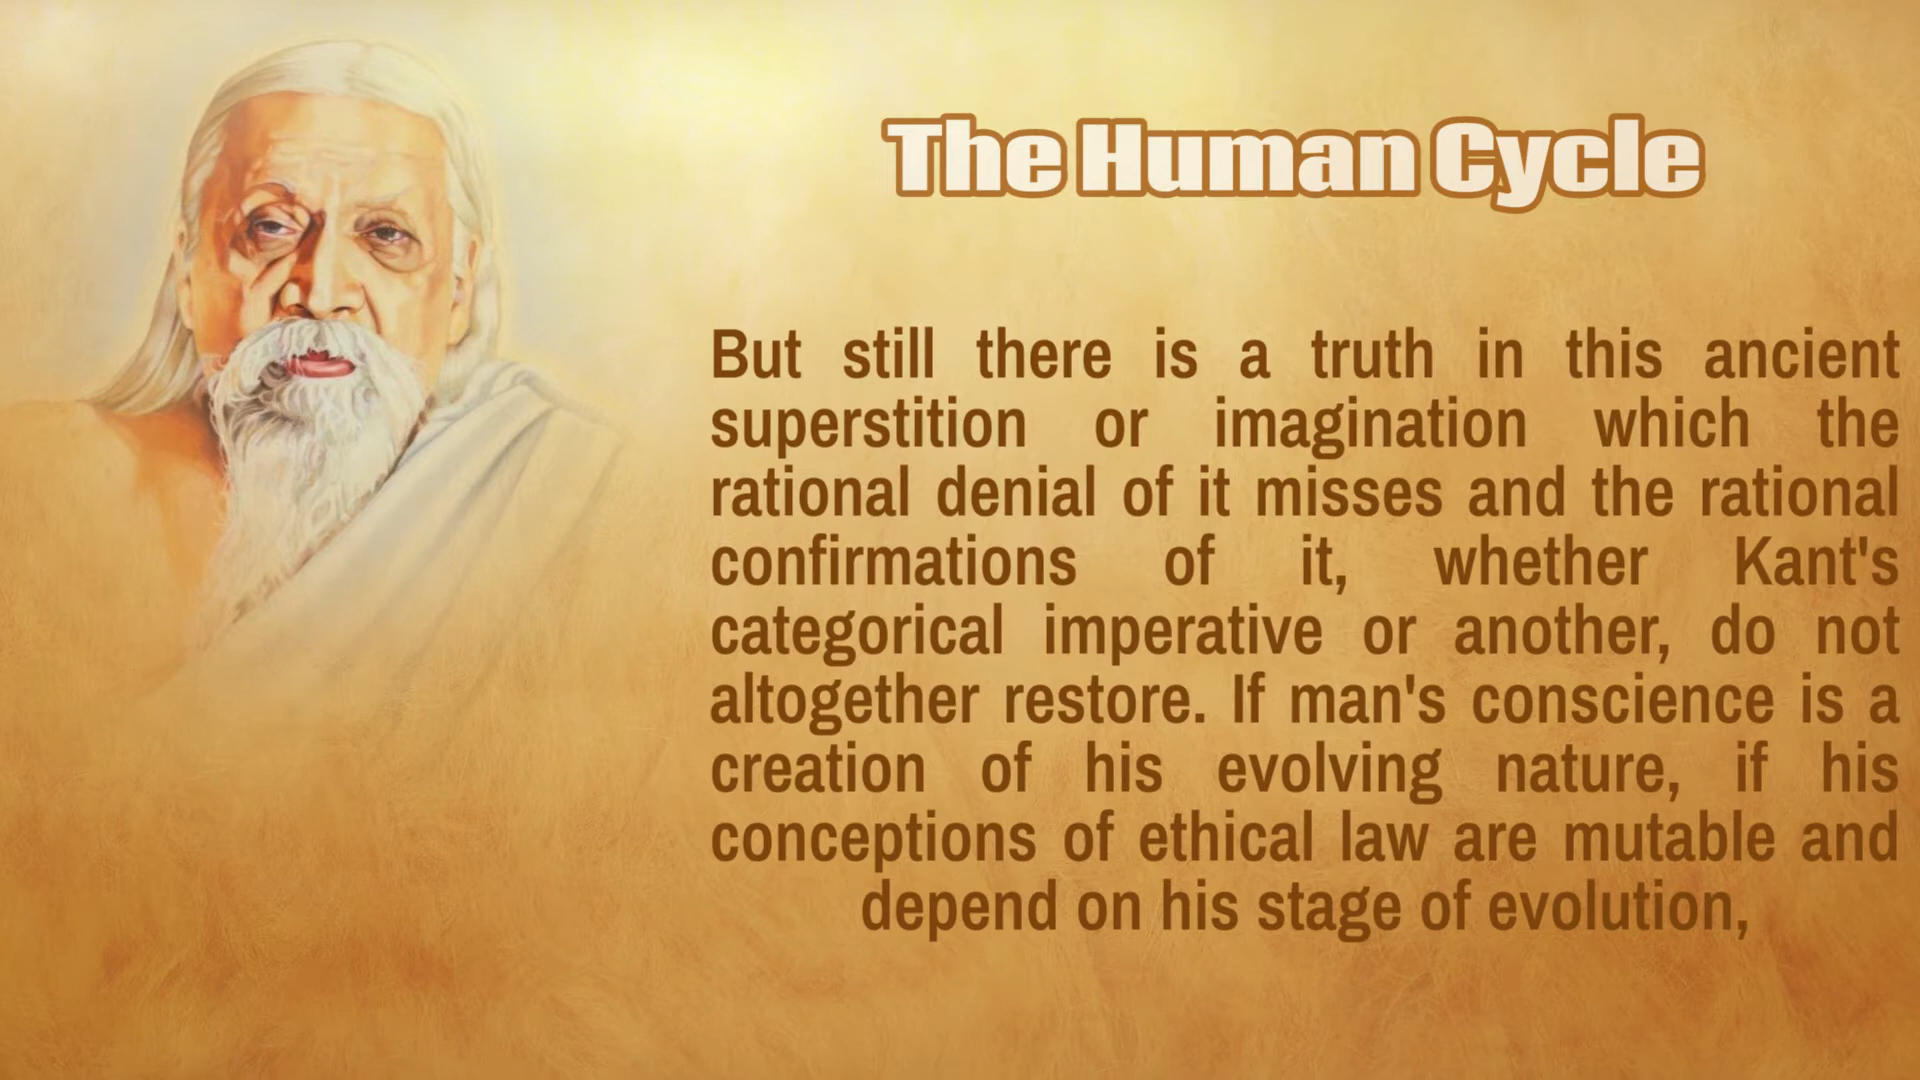 The Human Cycle
But still there is a truth in this ancient
superstition or imagination which the
rational denial of it misses and the rational
confirmations of it, whether Kant's
categorical imperative or another, do not
altogether restore. If man's conscience is a
creation of his evolving nature, if his
conceptions of ethical law are mutable and
depend on his stage of evolution,